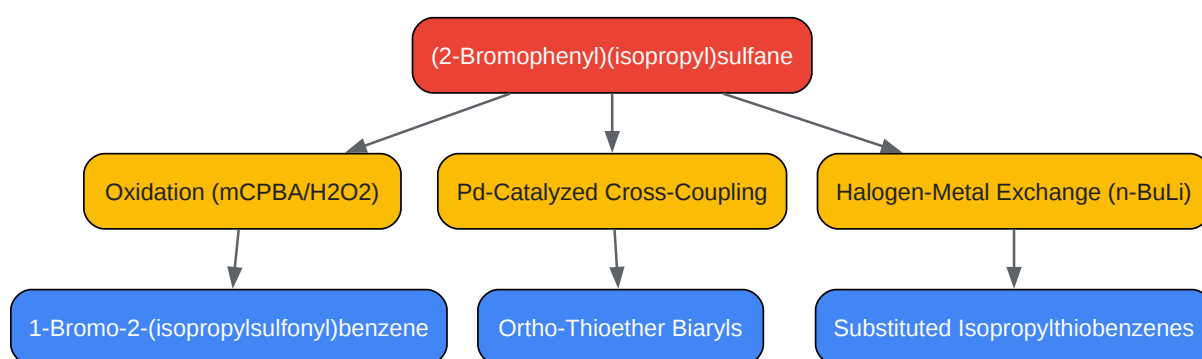 (2-Bromophenyl)(isopropyl)sulfane
Oxidation (mCPBA/H2O2)
Pd-Catalyzed Cross-Coupling
Halogen-Metal Exchange (n-BuLi)
1-Bromo-2-(isopropylsulfonyl)benzene
Ortho-Thioether Biaryls
Substituted Isopropylthiobenzenes